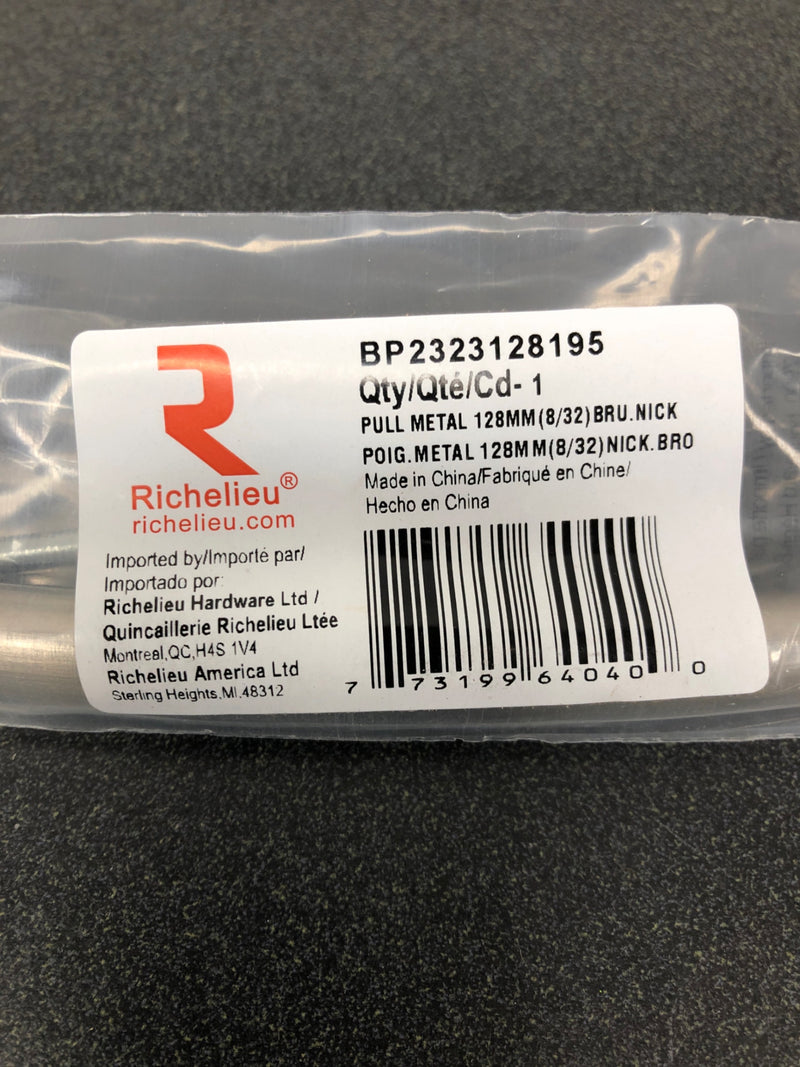 Richelieu®
richelieu.com
Imported by/Importé par/
Importado por:
Richelieu Hardware Ltd /
Quincaillerie Richelieu Ltée
Montreal,QC,H4S 1V4
Richelieu America Ltd
Sterling Heights,MI.48312
BP2323128195
Qty/Qté/Cd- 1
PULL METAL 128MM(8/32)BRU.NICK
POIG.METAL 128MM(8/32)NICK.BRO
Made in China/Fabriqué en Chine/
Hecho en China
7 73199 64040 0